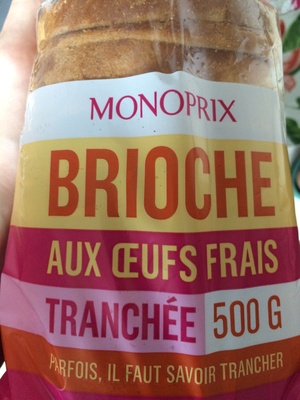 MONOPRIX
BRIOCHE
AUX ŒUFS FRAIS
TRANCHÉE 500 G
PARFOIS, IL FAUT SAVOIR TRANCHER